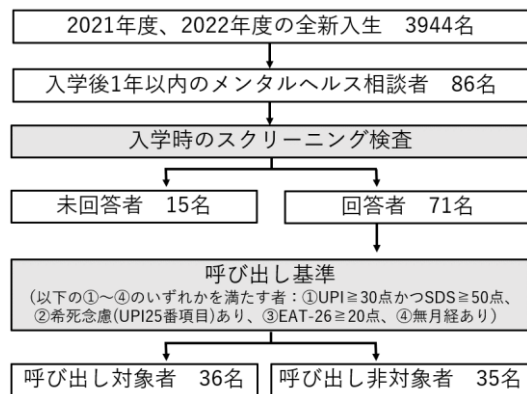 2021年度、2022年度の全新入生　3944名
入学後1年以内のメンタルヘルス相談者　86名
入学時のスクリーニング検査
未回答者　15名
回答者　71名
呼び出し基準
（以下の①～④のいずれかを満たす者：①UPI≧30点かつSDS≧50点、
②希死念慮(UPI25番項目)あり、③EAT-26≧20点、④無月経あり）
呼び出し対象者　36名
呼び出し非対象者　35名